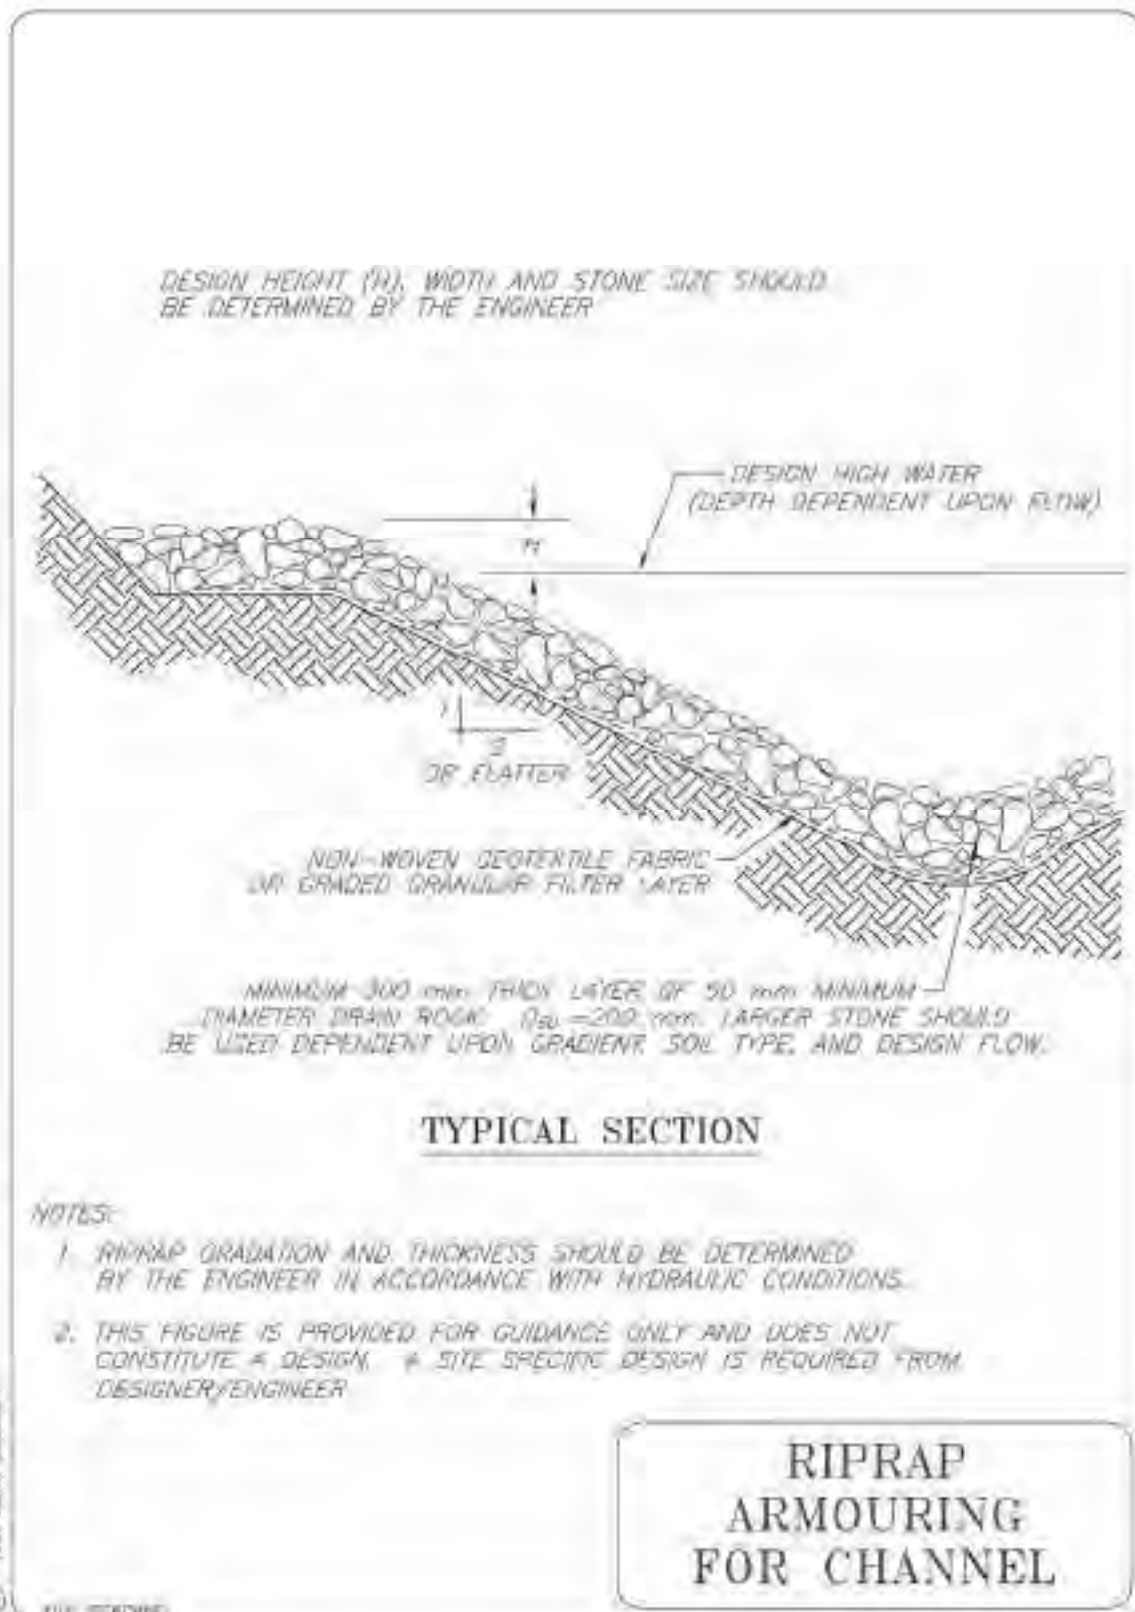 DESIGN HEIGHT (H), WIDTH AND STONE SIZE SHOULD
BE DETERMINED BY THE ENGINEER
DESIGN HIGH WATER
(DEPTH DEPENDENT UPON FLOW)
H
1
OR FLATTER
NON-WOVEN GEOTEXTILE FABRIC
OR GRADED GRANULAR FILTER LAYER
MINIMUM 300 mm THICK LAYER OF 50 mm MINIMUM
DIAMETER DRAIN ROCK. D50 =200 mm. LARGER STONE SHOULD
BE USED DEPENDENT UPON GRADIENT, SOIL TYPE, AND DESIGN FLOW.
TYPICAL SECTION
NOTES:
1. RIPRAP GRADATION AND THICKNESS SHOULD BE DETERMINED
BY THE ENGINEER IN ACCORDANCE WITH HYDRAULIC CONDITIONS.
2. THIS FIGURE IS PROVIDED FOR GUIDANCE ONLY AND DOES NOT
CONSTITUTE A DESIGN. A SITE SPECIFIC DESIGN IS REQUIRED FROM
DESIGNER/ENGINEER
RIPRAP
ARMOURING
FOR CHANNEL